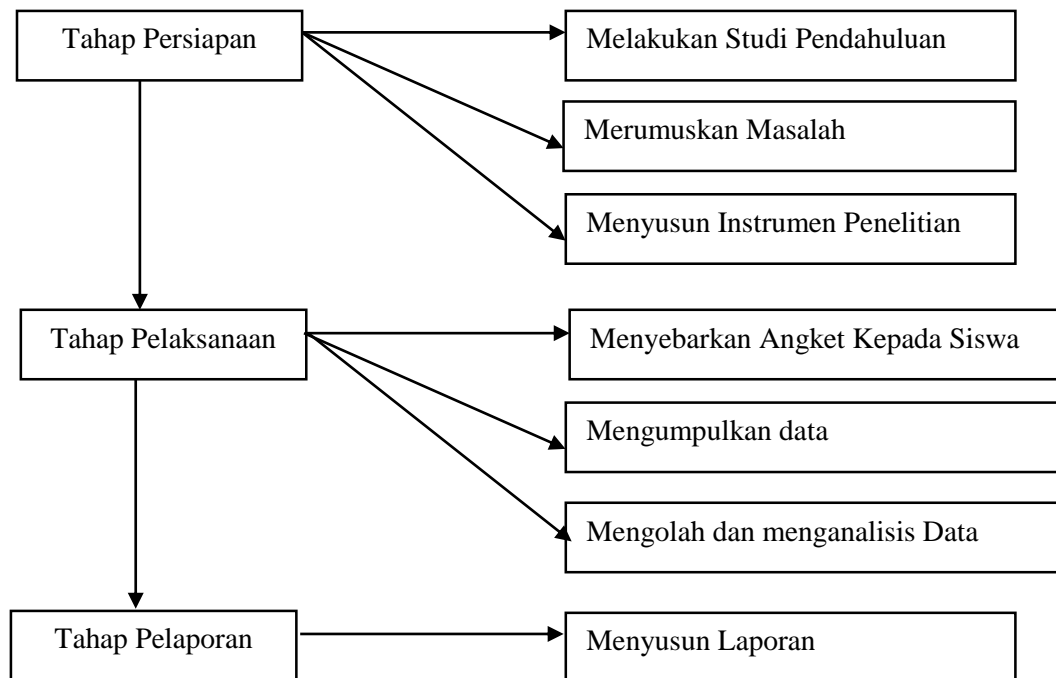 Tahap Persiapan
Melakukan Studi Pendahuluan
Merumuskan Masalah
Menyusun Instrumen Penelitian
Tahap Pelaksanaan
Menyebarkan Angket Kepada Siswa
Mengumpulkan data
Mengolah dan menganalisis Data
Tahap Pelaporan
Menyusun Laporan